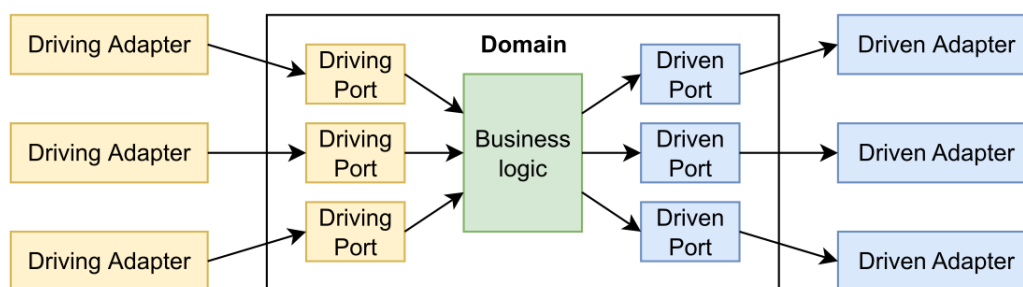 Driving Adapter
Driving Adapter
Driving Adapter
Domain
Driving
Port
Driving
Port
Driving
Port
Business
logic
Driven
Port
Driven
Port
Driven
Port
Driven Adapter
Driven Adapter
Driven Adapter